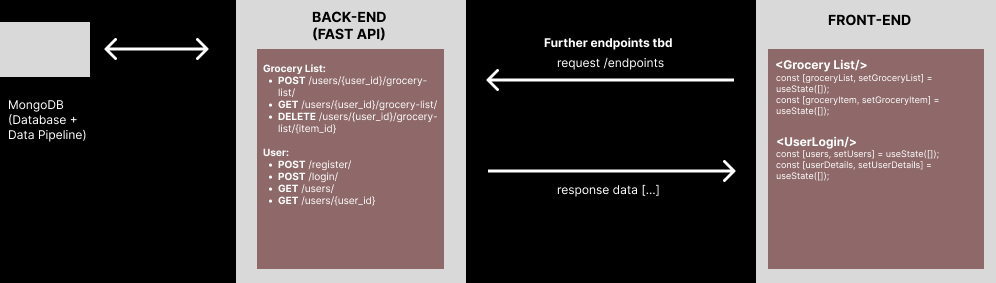 MongoDB
(Database +
Data Pipeline)
BACK-END
(FAST API)
Grocery List:
• POST /users/{user_id}/grocery-
list/
• GET /users/{user_id}/grocery-list/
• DELETE /users/{user_id}/grocery-
list/{item_id}
User:
• POST /register/
• POST /login/
• GET /users/
• GET /users/{user_id}
Further endpoints tbd
request /endpoints
response data [...]
FRONT-END
<Grocery List/>
const [groceryList, setGroceryList] =
useState([]);
const [groceryItem, setGroceryItem] =
useState([]);
<UserLogin/>
const [users, setUsers] = useState([]);
const [userDetails, setUserDetails] =
useState([]);